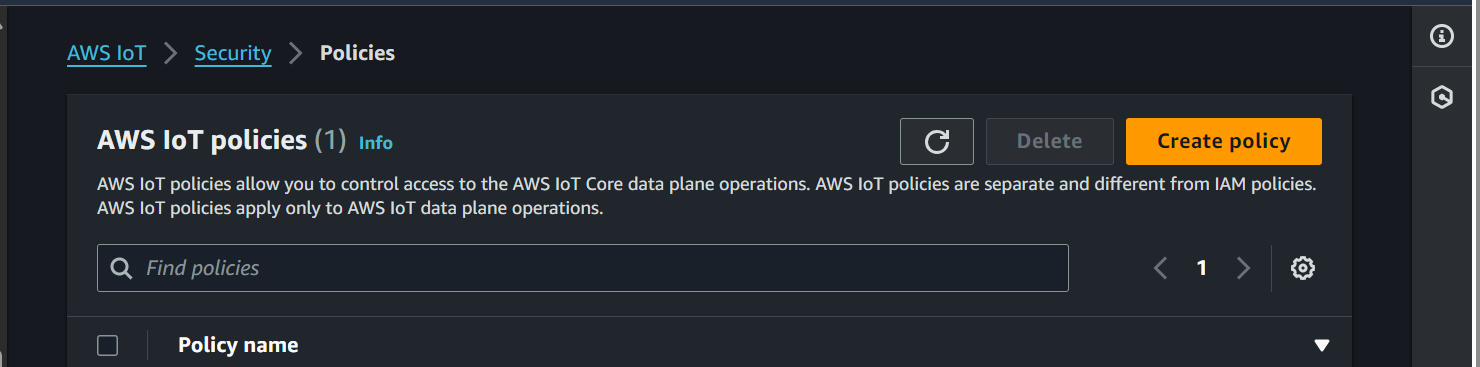 AWS IoT > Security > Policies
AWS IoT policies (1) Info
Delete
Create policy
AWS IoT policies allow you to control access to the AWS IoT Core data plane operations. AWS IoT policies are separate and different from IAM policies.
AWS IoT policies apply only to AWS IoT data plane operations.
Find policies
1
Policy name